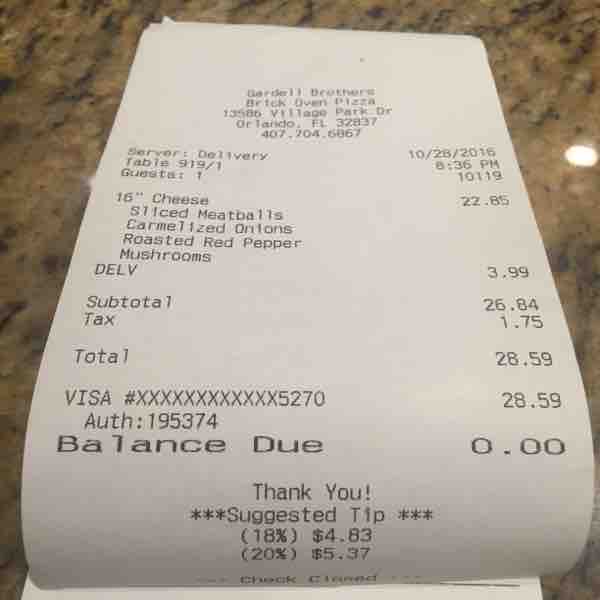 Gardell Brothers
Brick Oven Pizza
13586 Village Park Dr
Orlando, FL 32837
407.704.6867
Server: Delivery 10/28/2016
Table 919/1 8:36 PM
Guests: 1 10119
16" Cheese 22.85
Sliced Meatballs
Carmelized Onions
Roasted Red Pepper
Mushrooms
DELV 3.99
Subtotal 26.84
Tax 1.75
Total 28.59
VISA #XXXXXXXXXXXX5270 28.59
Auth:195374
Balance Due 0.00
Thank You!
***Suggested Tip ***
(18%) $4.83
(20%) $5.37
--- Check Closed ---